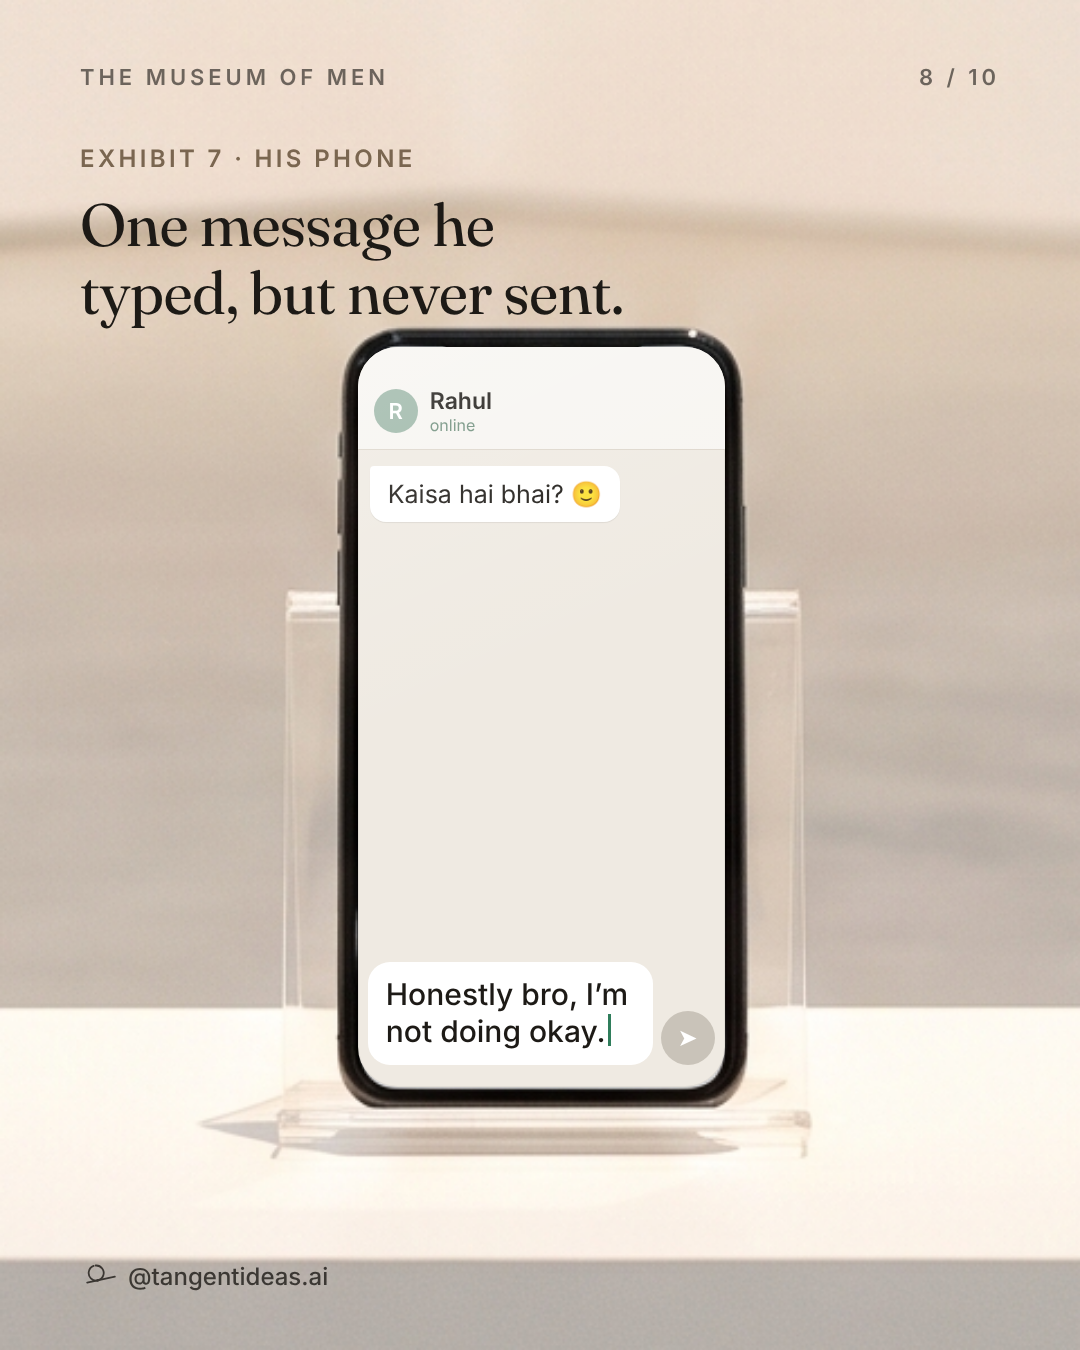 THE MUSEUM OF MEN
8 / 10
EXHIBIT 7 · HIS PHONE
One message he
typed, but never sent.
R
Rahul
online
Kaisa hai bhai? 🙂
Honestly bro, I’m
not doing okay.
@tangentideas.ai